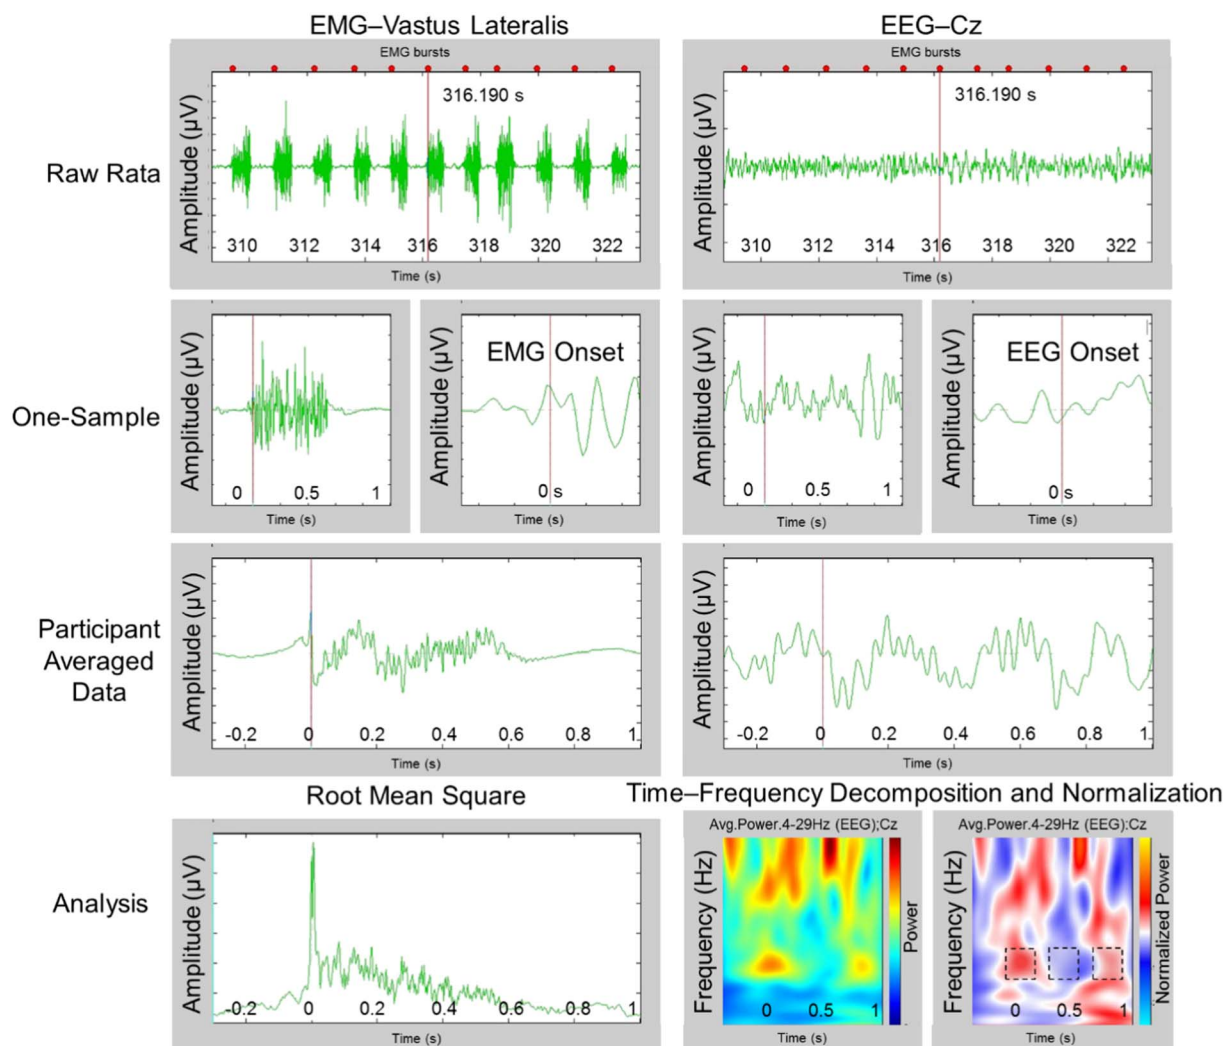 EMG–Vastus Lateralis
EEG–Cz
EMG bursts
EMG bursts
Raw Rata
Amplitude (µV)
316.190 s
310 312 314 316 318 320 322
Time (s)
Amplitude (µV)
316.190 s
310 312 314 316 318 320 322
Time (s)
One-Sample
Amplitude (µV)
0 0.5 1
Time (s)
Amplitude (µV)
EMG Onset
0 s
Time (s)
Amplitude (µV)
0 0.5 1
Time (s)
Amplitude (µV)
EEG Onset
0 s
Time (s)
Participant
Averaged
Data
Amplitude (µV)
-0.2 0 0.2 0.4 0.6 0.8 1
Time (s)
Amplitude (µV)
-0.2 0 0.2 0.4 0.6 0.8 1
Time (s)
Root Mean Square
Time–Frequency Decomposition and Normalization
Analysis
Amplitude (µV)
-0.2 0 0.2 0.4 0.6 0.8 1
Time (s)
Avg.Power.4-29Hz (EEG);Cz
Frequency (Hz)
0 0.5 1
Power
Time (s)
Avg.Power.4-29Hz (EEG):Cz
Frequency (Hz)
0 0.5 1
Normalized Power
Time (s)